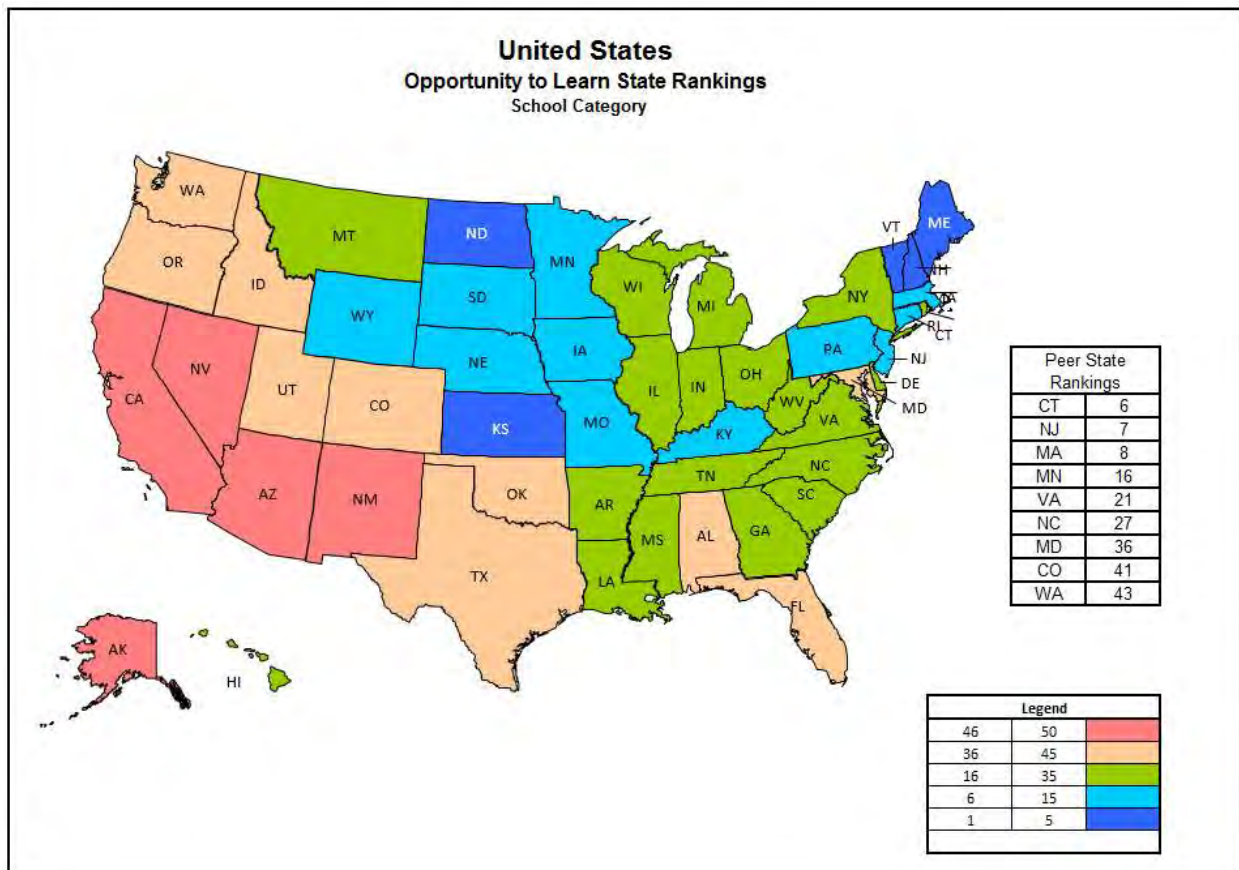 United States
Opportunity to Learn State Rankings
School Category
WA
MT
ND
MN
VT
ME
OR
ID
WI
NY
NH
SD
MI
MA
WY
RI
CT
IA
PA
NE
NJ
NV
OH
UT
IL
IN
DE
CA
CO
WV
MD
KS
MO
VA
KY
NC
TN
OK
AZ
NM
AR
SC
AL
GA
MS
TX
LA
FL
AK
HI
Peer State
Rankings
CT 6
NJ 7
MA 8
MN 16
VA 21
NC 27
MD 36
CO 41
WA 43
Legend
46 50
36 45
16 35
6 15
1 5